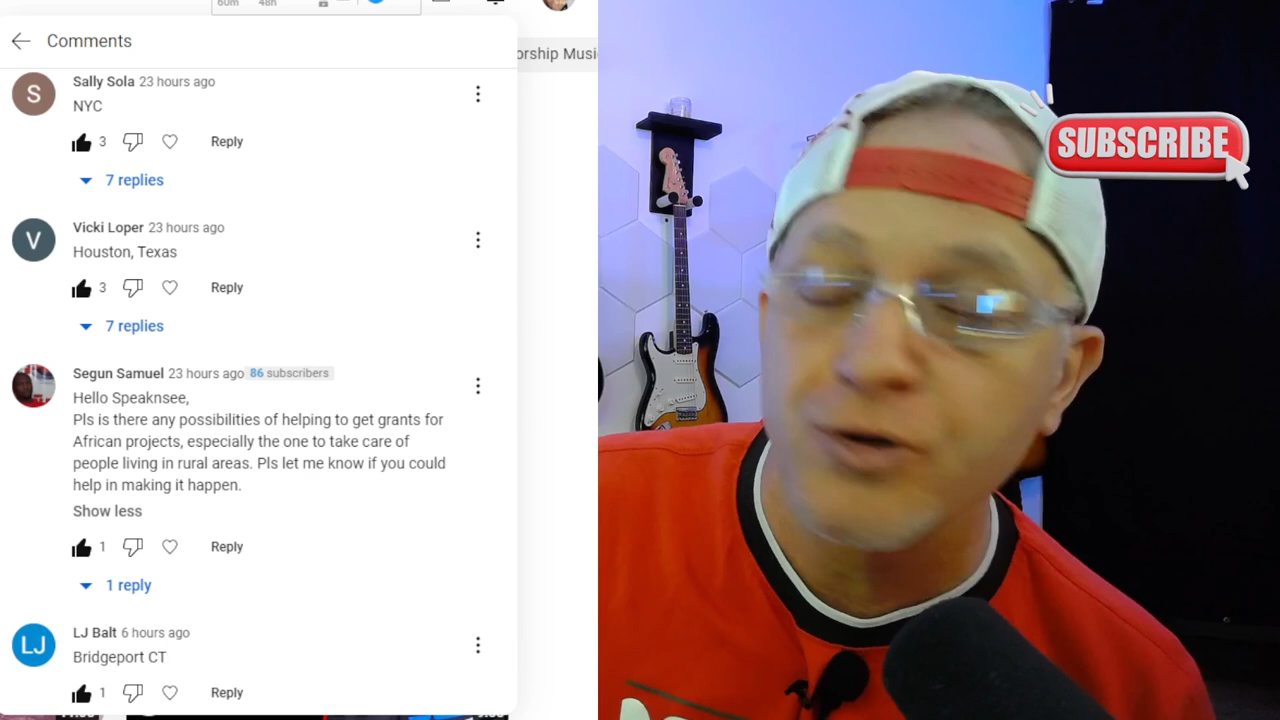 60m 48h
Comments
orship Musi
Sally Sola 23 hours ago
NYC
3 Reply
7 replies
Vicki Loper 23 hours ago
Houston, Texas
3 Reply
7 replies
Segun Samuel 23 hours ago 86 subscribers
Hello Speaknsee,
Pls is there any possibilities of helping to get grants for
African projects, especially the one to take care of
people living in rural areas. Pls let me know if you could
help in making it happen.
Show less
1 Reply
1 reply
LJ Balt 6 hours ago
Bridgeport CT
1 Reply
S
V
LJ
SUBSCRIBE